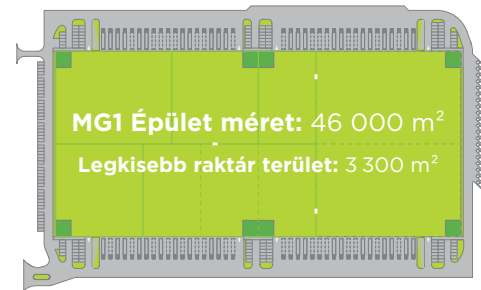 MG1 Épület méret: 46 000 m²
Legkisebb raktár terület: 3 300 m²